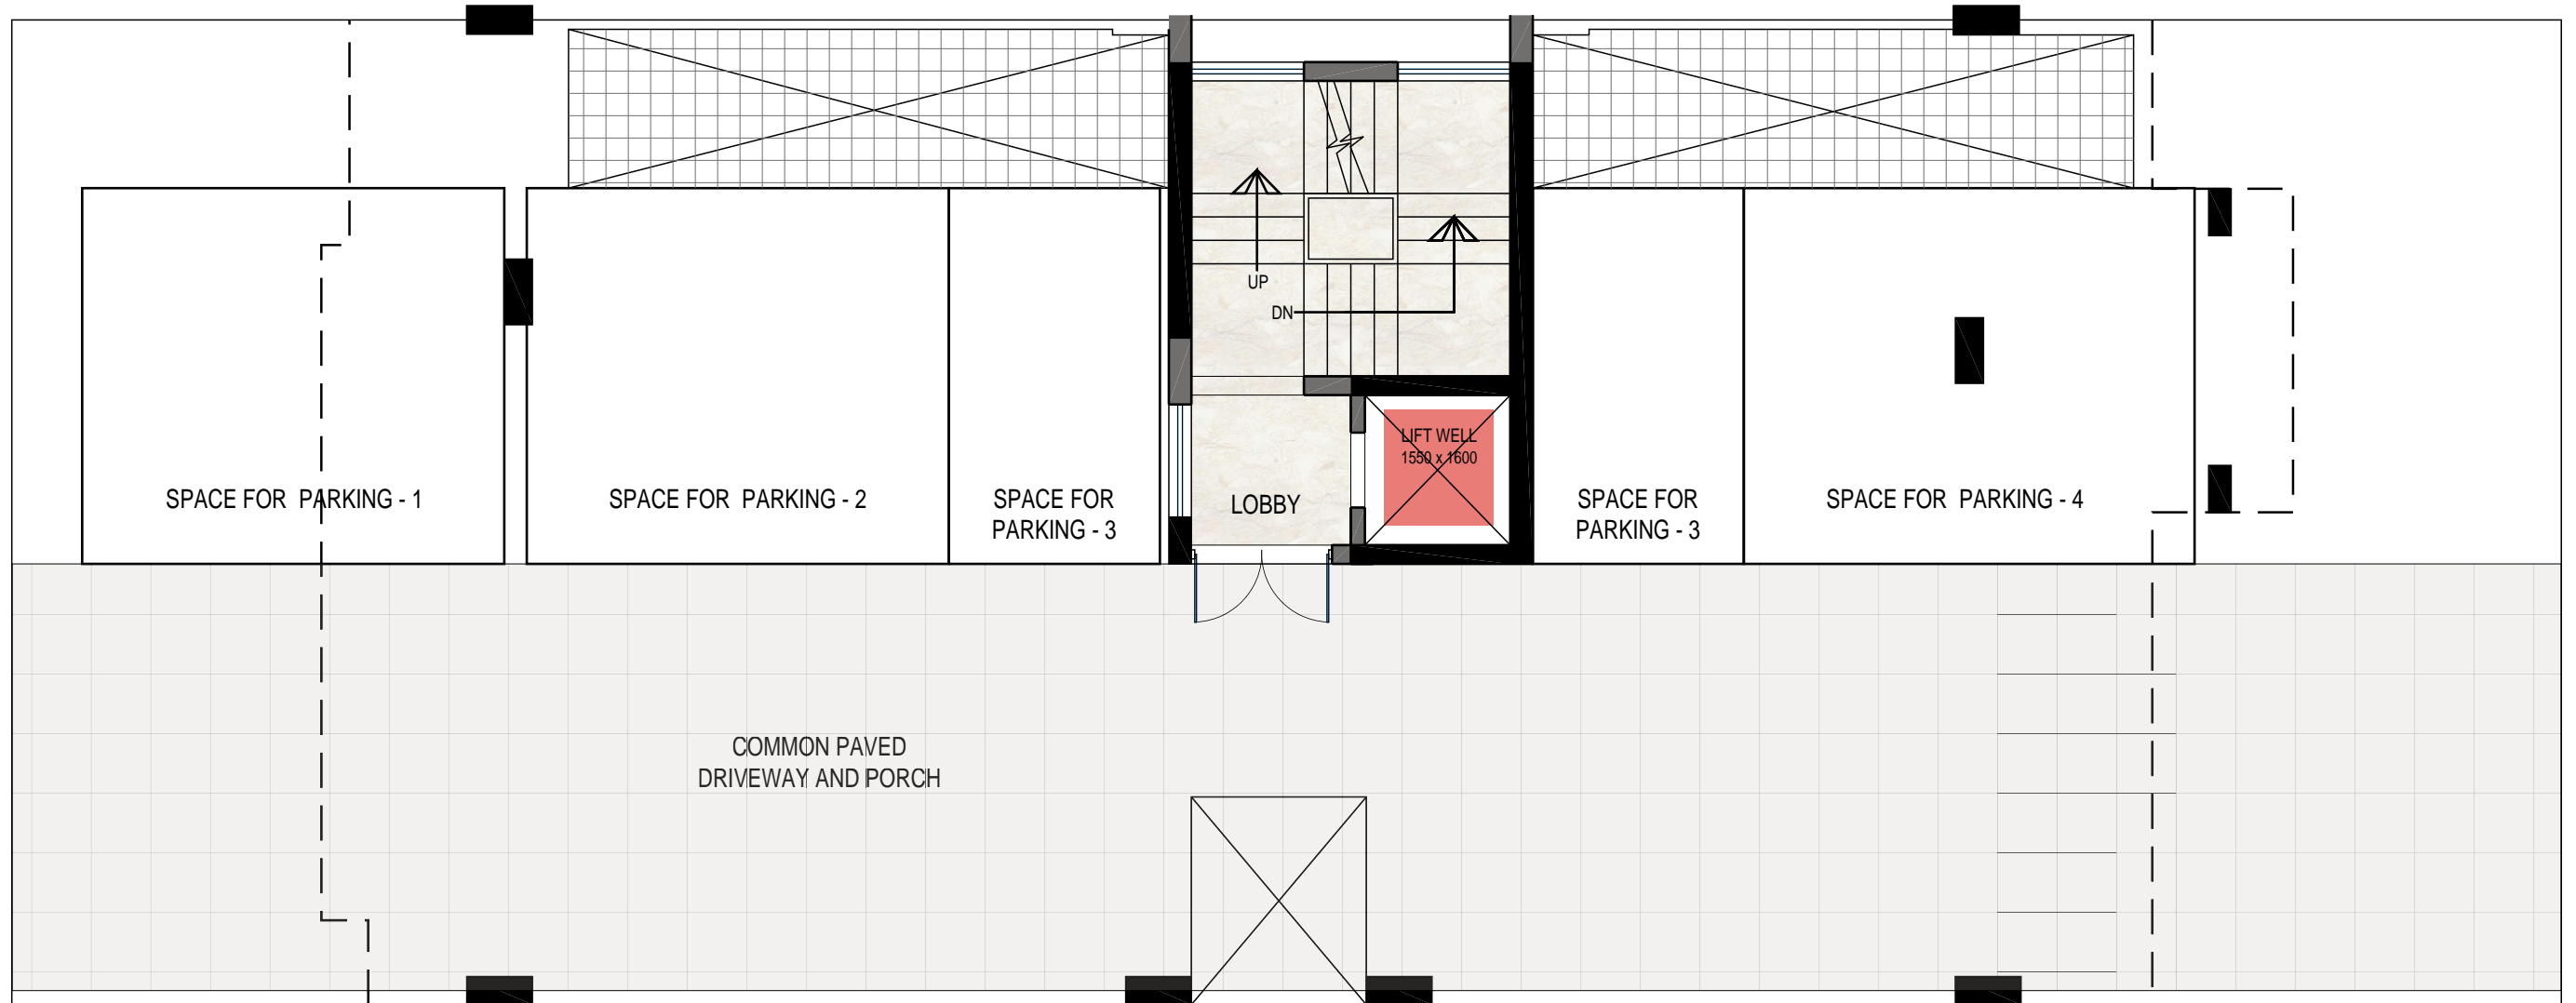 UP
DN
LIFT WELL
1550 x 1600
SPACE FOR PARKING - 1
SPACE FOR PARKING - 2
SPACE FOR
PARKING - 3
LOBBY
SPACE FOR
PARKING - 3
SPACE FOR PARKING - 4
COMMON PAVED
DRIVEWAY AND PORCH